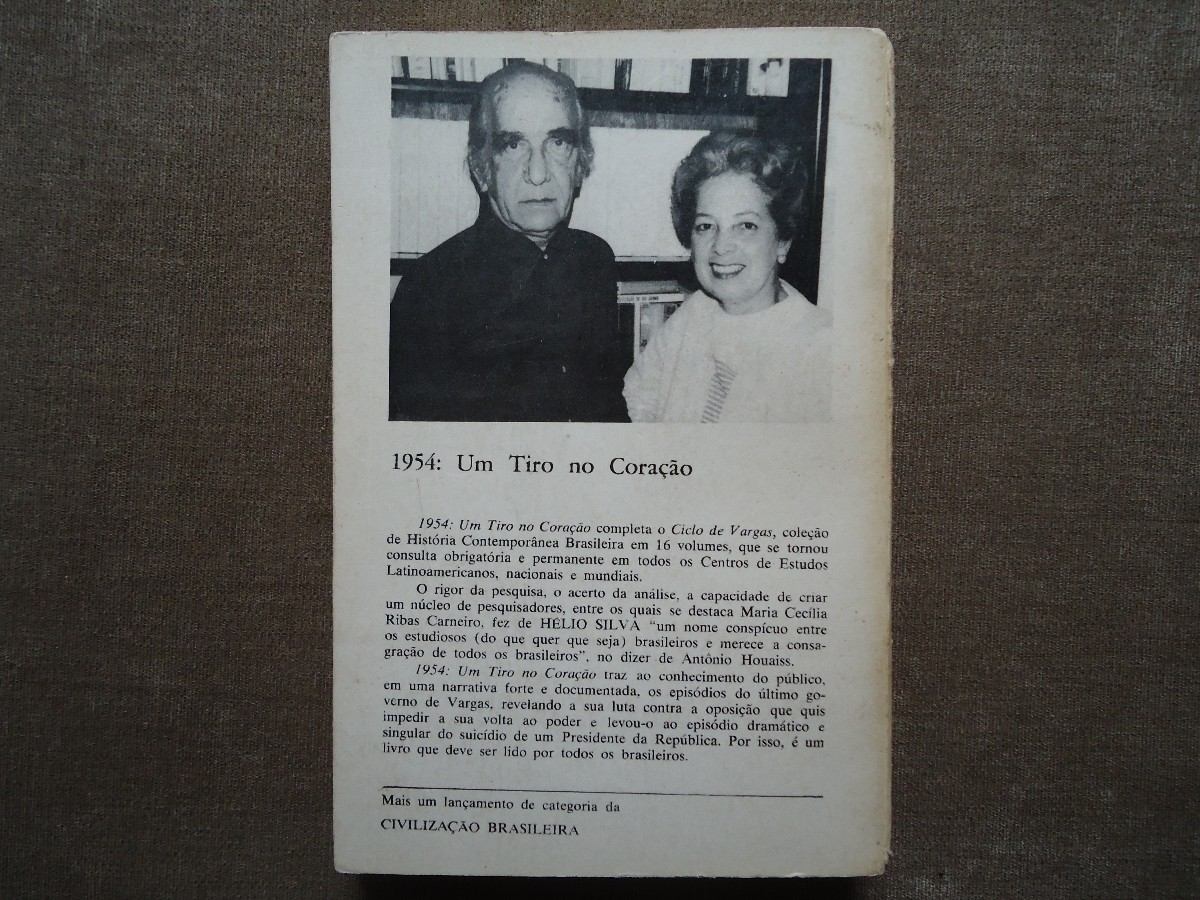 1954: Um Tiro no Coração
1954: Um Tiro no Coração completa o Ciclo de Vargas, coleção
de História Contemporânea Brasileira em 16 volumes, que se tornou
consulta obrigatória e permanente em todos os Centros de Estudos
Latinoamericanos, nacionais e mundiais.
O rigor da pesquisa, o acerto da análise, a capacidade de criar
um núcleo de pesquisadores, entre os quais se destaca Maria Cecília
Ribas Carneiro, fez de HÉLIO SILVA "um nome conspícuo entre
os estudiosos (do que quer que seja) brasileiros e merece a consa-
gração de todos os brasileiros", no dizer de Antônio Houaiss.
1954: Um Tiro no Coração traz ao conhecimento do público,
em uma narrativa forte e documentada, os episódios do último go-
verno de Vargas, revelando a sua luta contra a oposição que quis
impedir a sua volta ao poder e levou-o ao episódio dramático e
singular do suicídio de um Presidente da República. Por isso, é um
livro que deve ser lido por todos os brasileiros.
Mais um lançamento de categoria da
CIVILIZAÇÃO BRASILEIRA